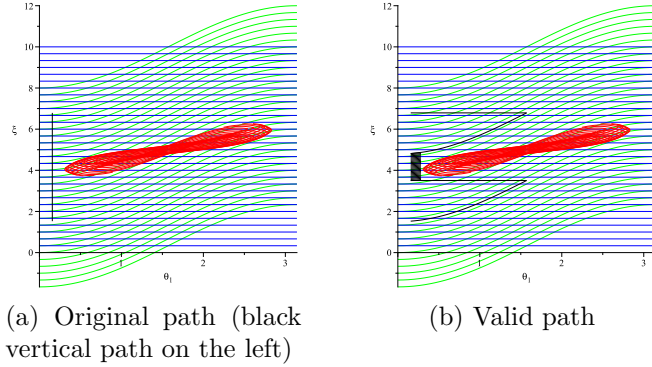 12
10
8
6
ξ
4
2
0
1
2
3
θ1
12
10
8
6
ξ
4
2
0
1
2
3
θ1
(a) Original path (black
vertical path on the left)
(b) Valid path